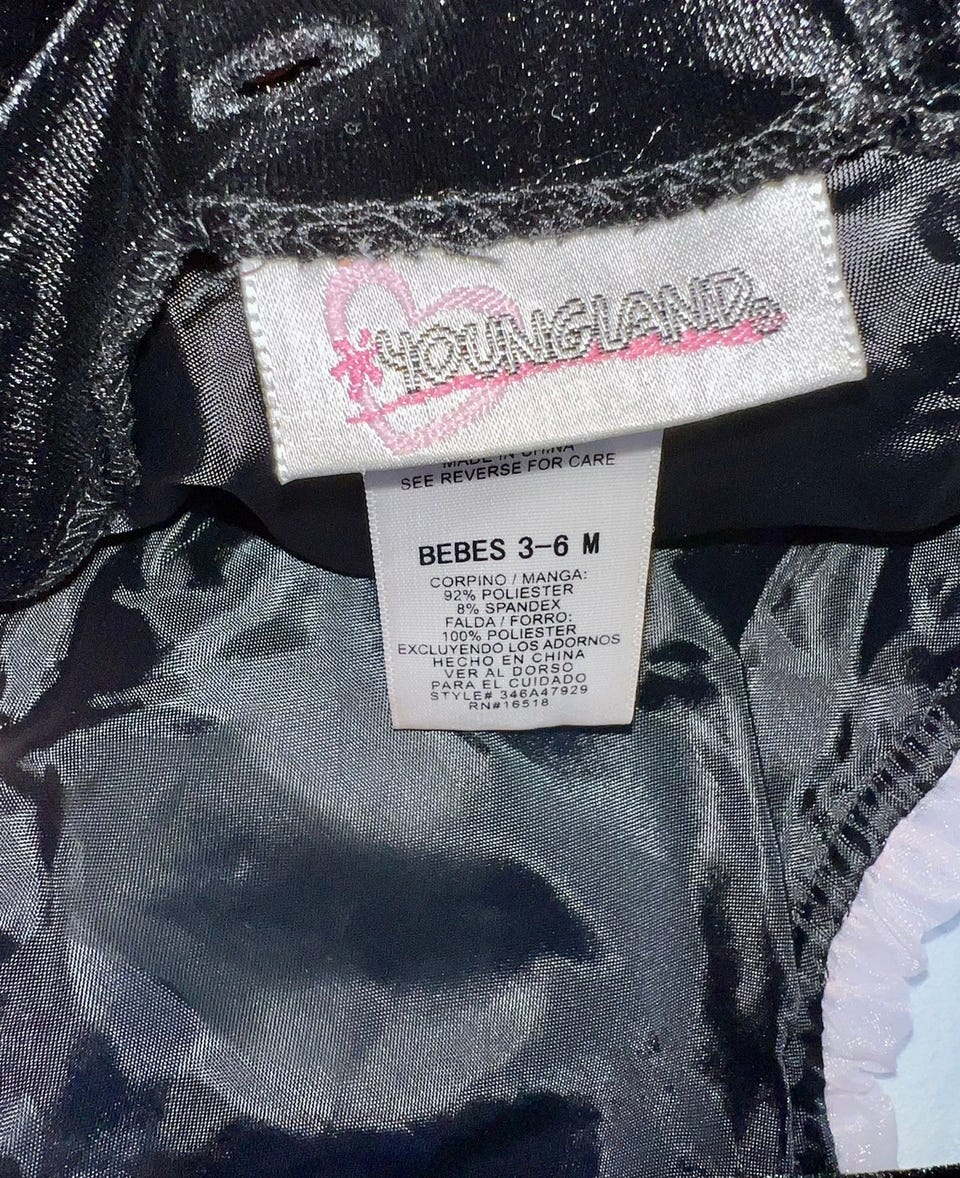 YOUNGLAND®
MADE IN CHINA
SEE REVERSE FOR CARE
BEBES 3-6 M
CORPINO / MANGA:
92% POLIESTER
8% SPANDEX
FALDA / FORRO:
100% POLIESTER
EXCLUYENDO LOS ADORNOS
HECHO EN CHINA
VER AL DORSO
PARA EL CUIDADO
STYLE# 346A47929
RN#16518